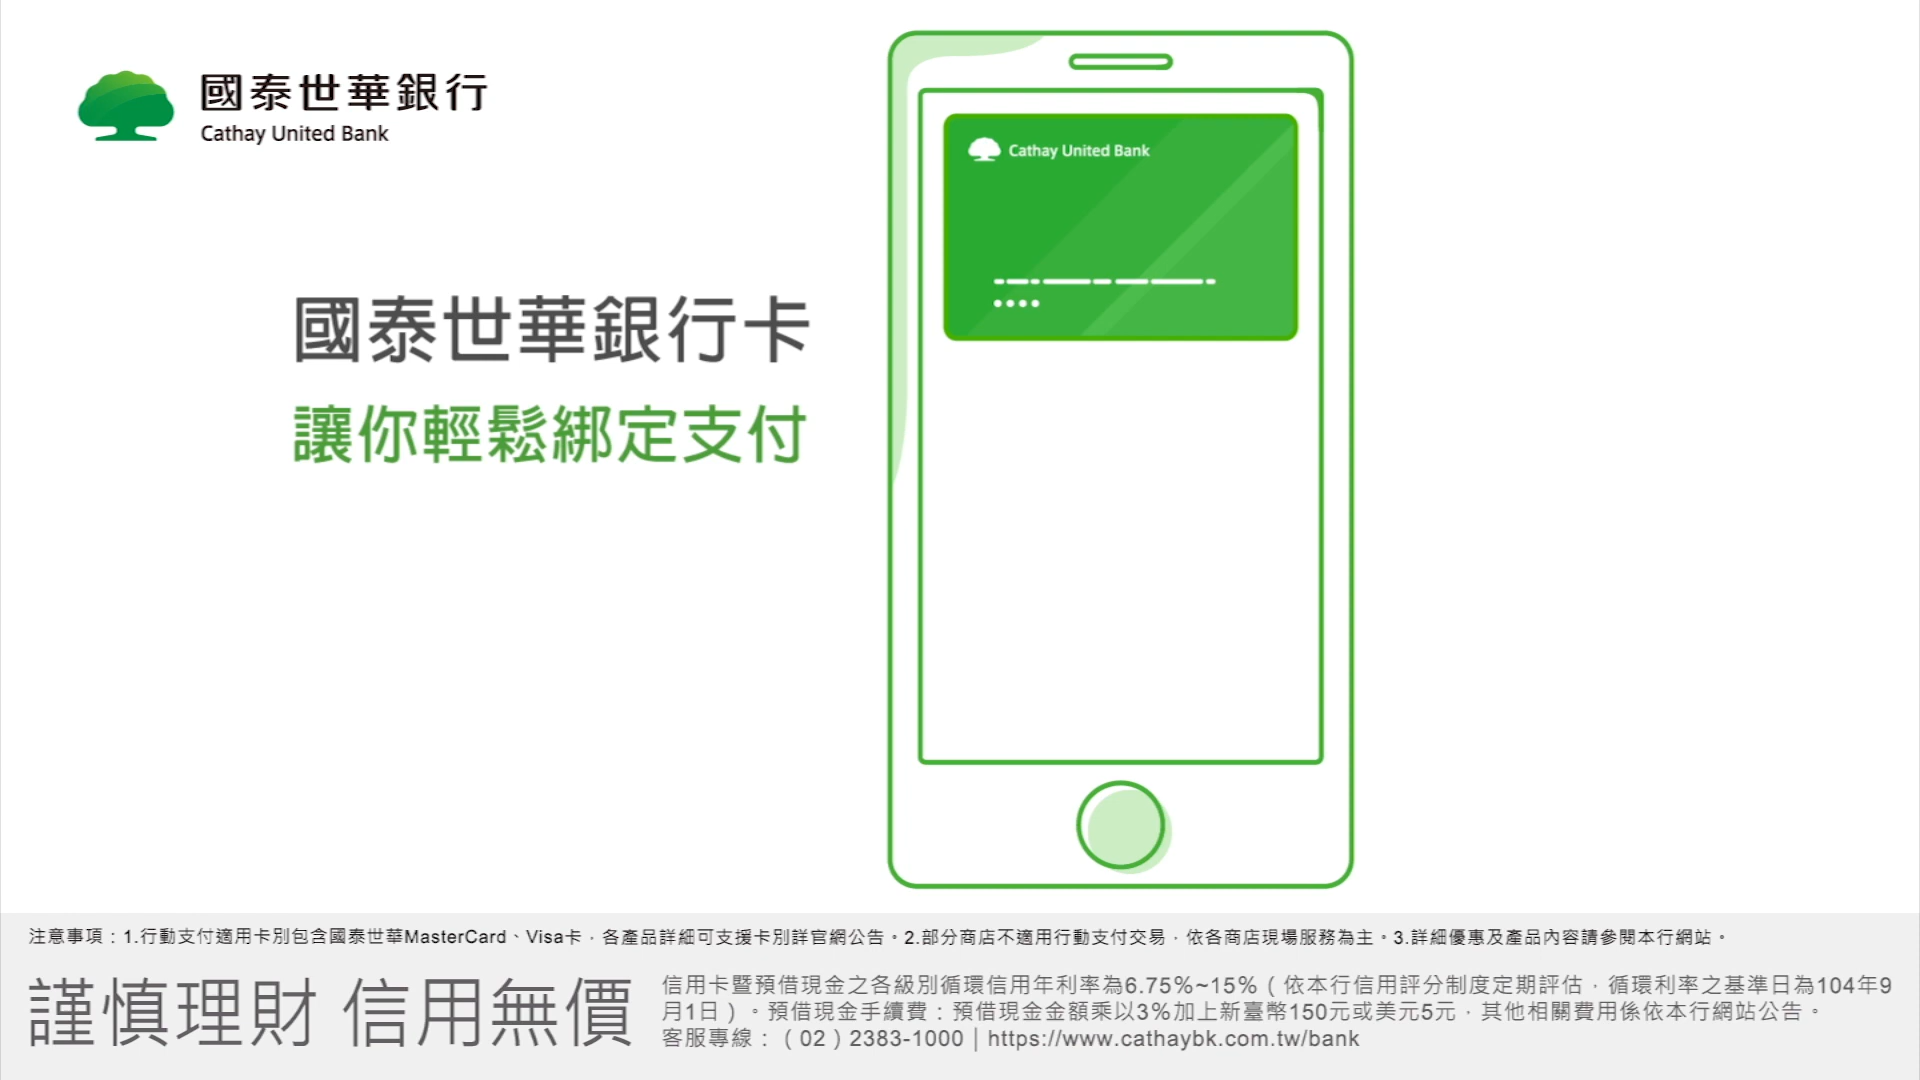 國泰世華銀行
Cathay United Bank
Cathay United Bank
國泰世華銀行卡
讓你輕鬆綁定支付
注意事項：1.行動支付適用卡別包含國泰世華MasterCard、Visa卡，各產品詳細可支援卡別詳官網公告。2.部分商店不適用行動支付交易，依各商店現場服務為主。3.詳細優惠及產品內容請參閱本行網站。
謹慎理財 信用無價
信用卡暨預借現金之各級別循環信用年利率為6.75%~15%（依本行信用評分制度定期評估，循環利率之基準日為104年9
月1日）。預借現金手續費：預借現金金額乘以3%加上新臺幣150元或美元5元，其他相關費用係依本行網站公告。
客服專線：（02）2383-1000｜https://www.cathaybk.com.tw/bank